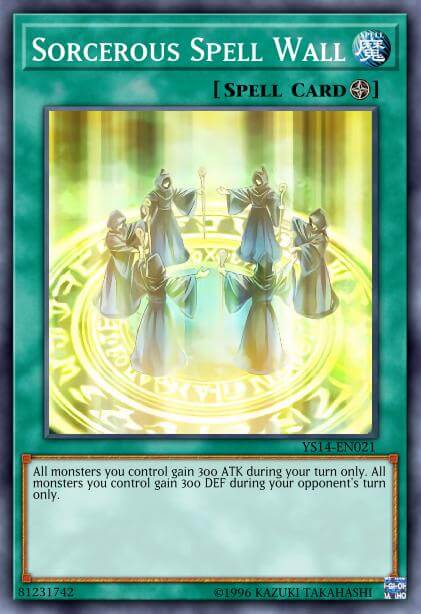 SORCEROUS SPELL WALL
SPELL
魔
[SPELL CARD]
YS14-EN021
All monsters you control gain 300 ATK during your turn only. All
monsters you control gain 300 DEF during your opponent's turn
only.
81231742
©1996 KAZUKI TAKAHASHI